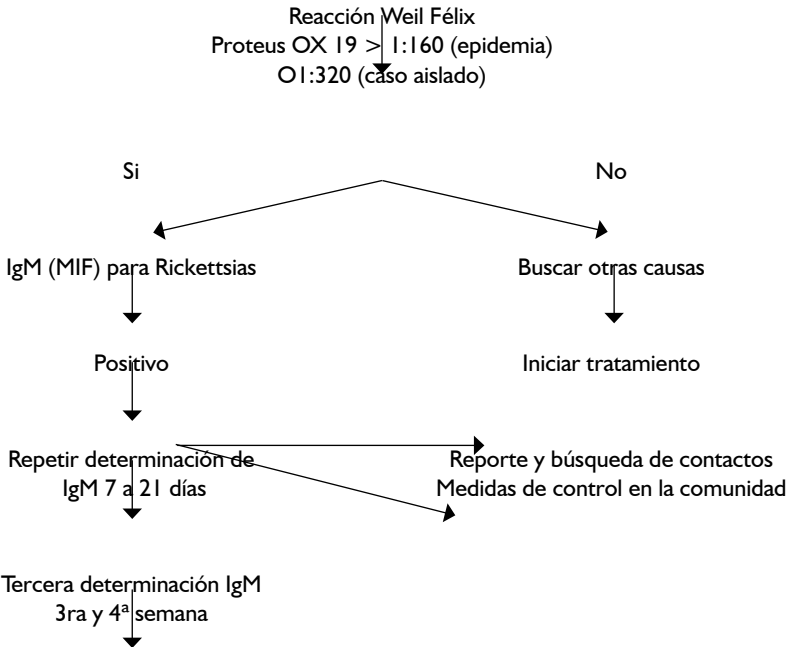 Reacción Weil Félix
Proteus OX 19 > 1:160 (epidemia)
O1:320 (caso aislado)
Si
No
IgM (MIF) para Rickettsias
Buscar otras causas
Positivo
Iniciar tratamiento
Repetir determinación de
IgM 7 a 21 días
Reporte y búsqueda de contactos
Medidas de control en la comunidad
Tercera determinación IgM
3ra y 4ª semana